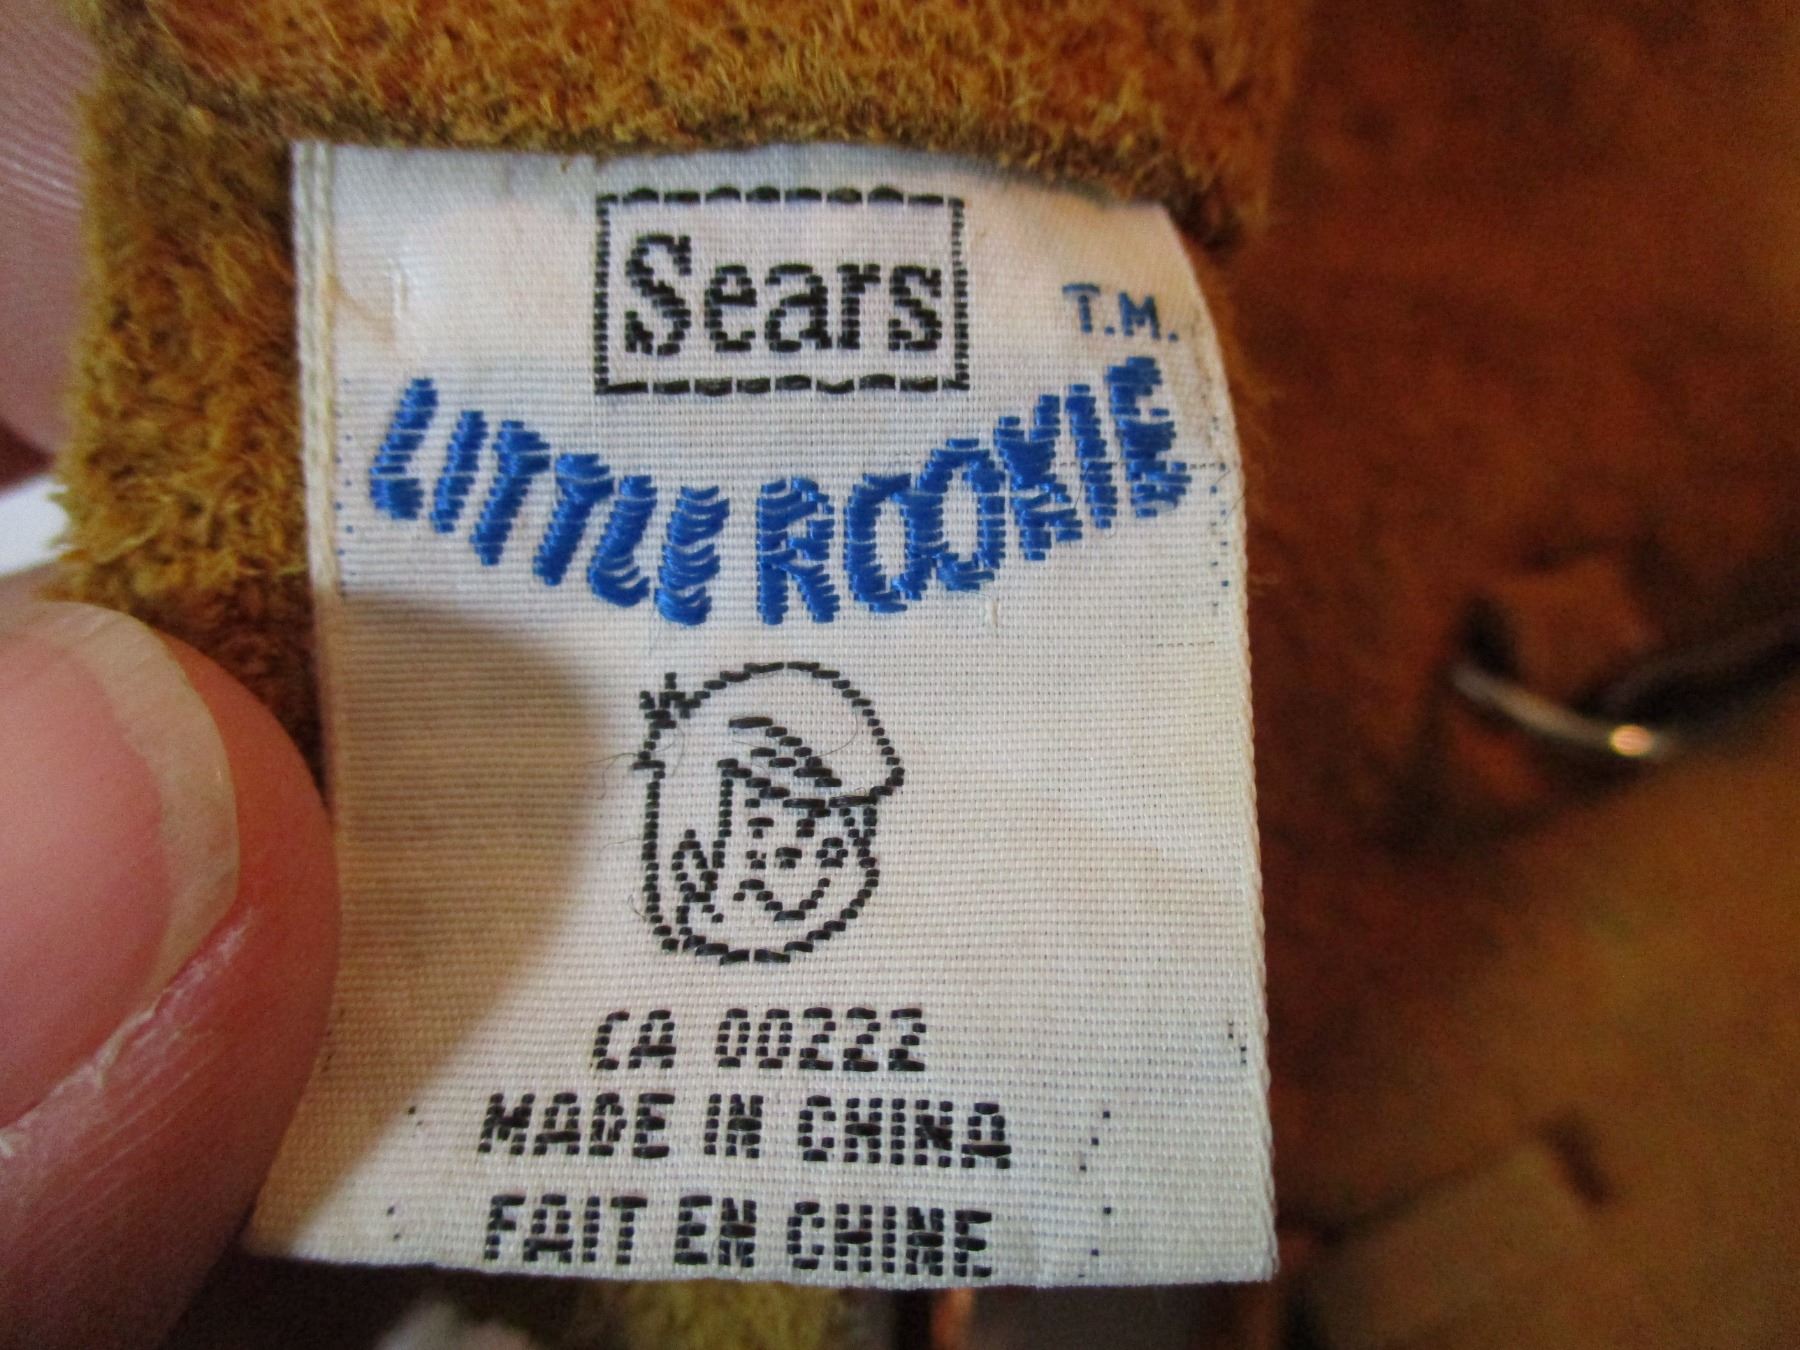 Sears
T.M.
LITTLE ROOKIE
CA 00222
MADE IN CHINA
FAIT EN CHINE